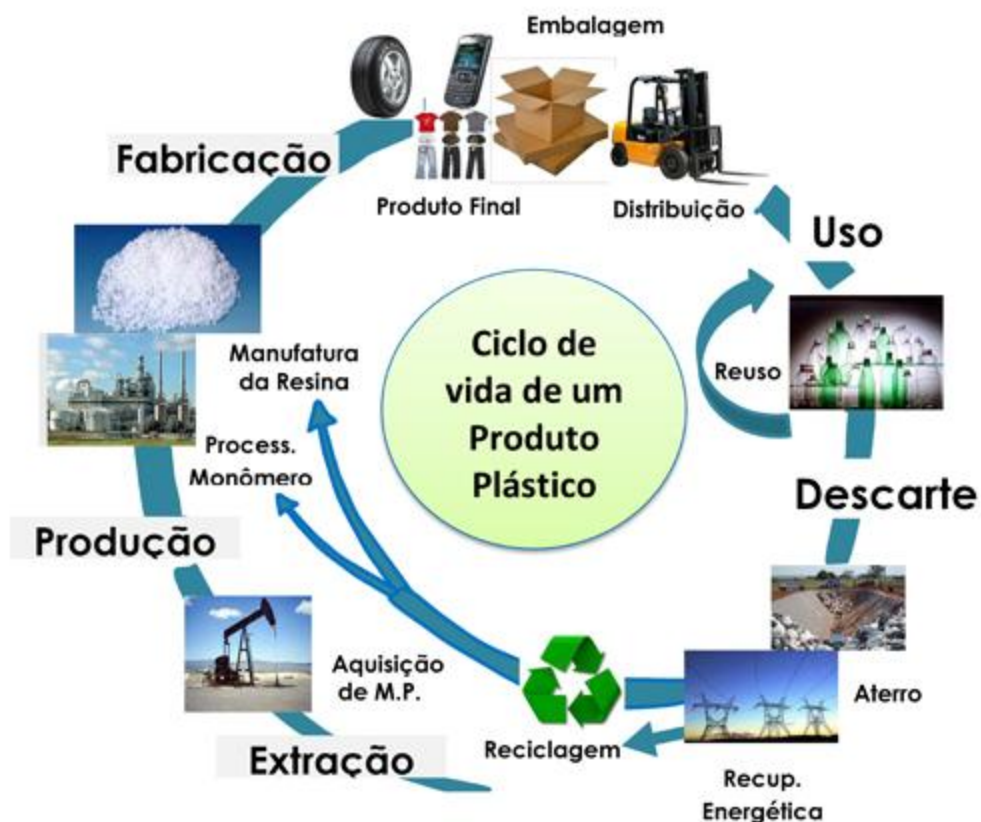 Embalagem
Fabricação
Produto Final
Distribuição
Uso
Ciclo de
vida de um
Produto
Plástico
Manufatura
da Resina
Reuso
Process.
Monômero
Descarte
Produção
Aquisição
de M.P.
Aterro
Extração
Reciclagem
Recup.
Energética